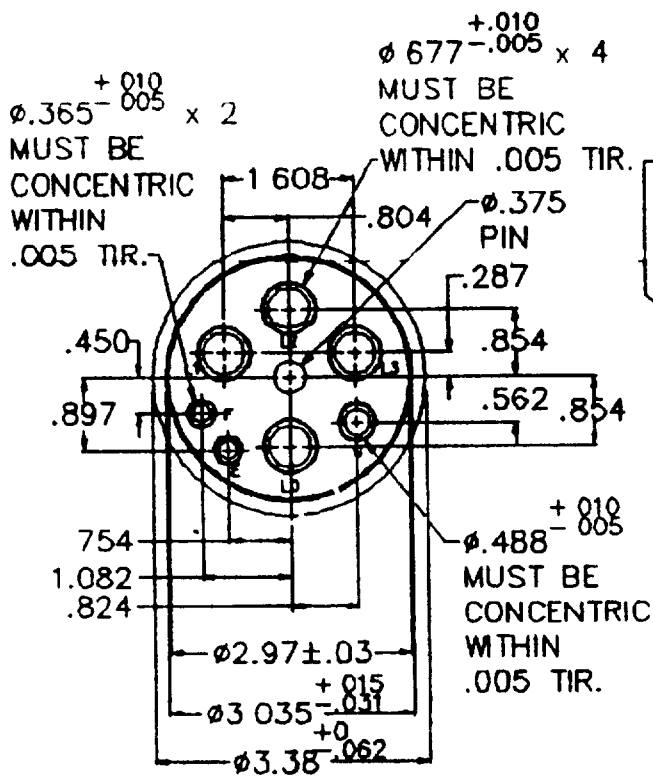 +.010
ø 677 -.005 x 4
MUST BE
CONCENTRIC
WITHIN .005 TIR.
+ 010
ø.365 - 005 x 2
MUST BE
CONCENTRIC
WITHIN
.005 TIR.
1 608
.804
ø.375
PIN
.287
.450
.854
.897
.562
.854
L3
F
E
LO
754
1.082
.824
+ 010
ø.488 - 005
MUST BE
CONCENTRIC
WITHIN
.005 TIR.
ø2.97±.03
+ 015
ø3 035 -.031
+0
ø3.38 -.062